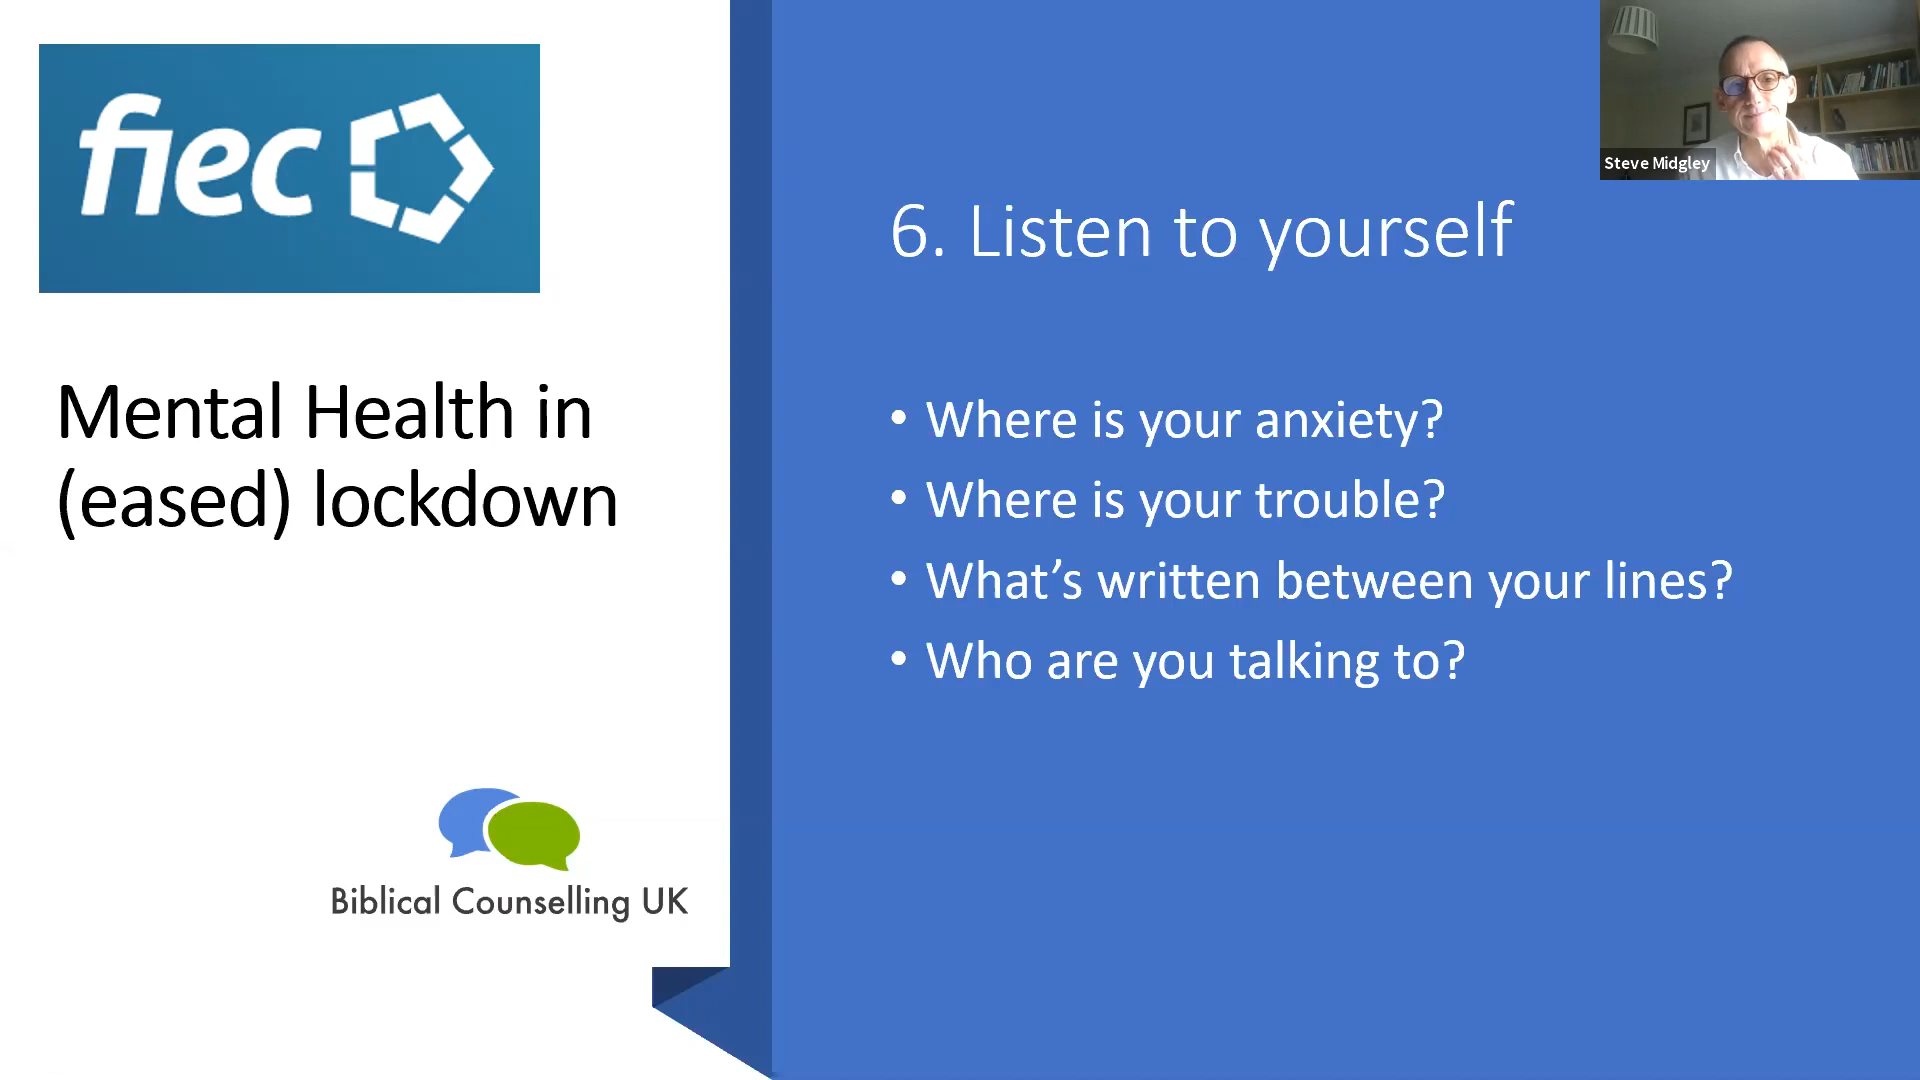 fiec
Mental Health in
(eased) lockdown
Biblical Counselling UK
6. Listen to yourself
• Where is your anxiety?
• Where is your trouble?
• What’s written between your lines?
• Who are you talking to?
Steve Midgley